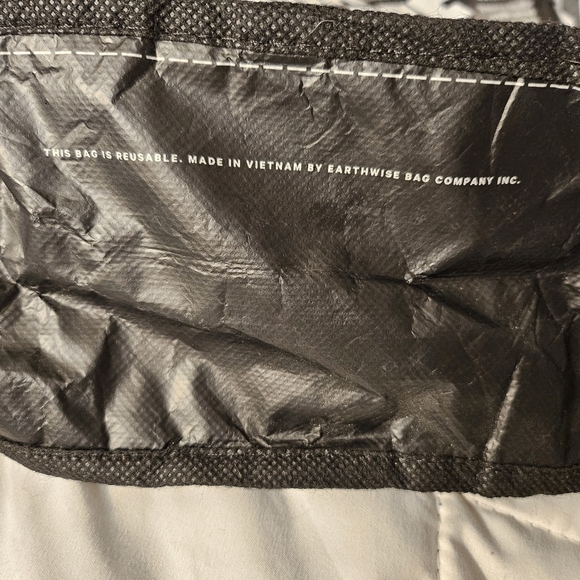 THIS BAG IS REUSABLE. MADE IN VIETNAM BY EARTHWISE BAG COMPANY INC.